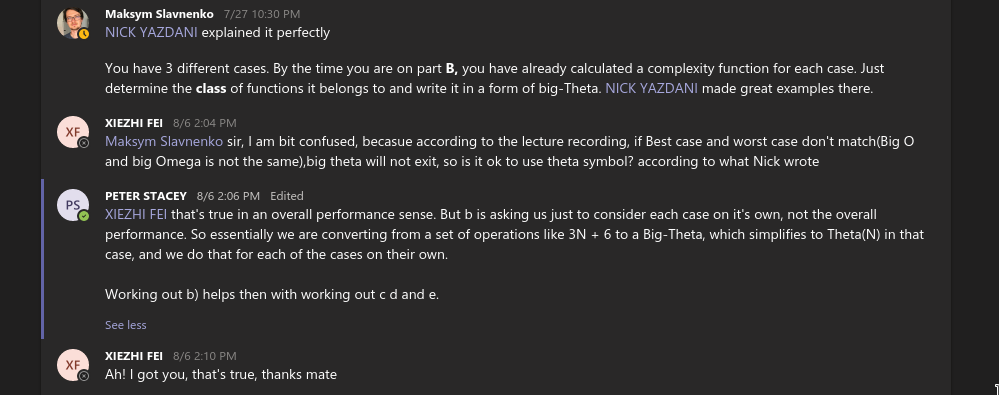 Maksym Slavnenko 7/27 10:30 PM
NICK YAZDANI explained it perfectly
You have 3 different cases. By the time you are on part B, you have already calculated a complexity function for each case. Just
determine the class of functions it belongs to and write it in a form of big-Theta. NICK YAZDANI made great examples there.
XF
XIEZHI FEI 8/6 2:04 PM
Maksym Slavnenko sir, I am bit confused, becasue according to the lecture recording, if Best case and worst case don't match(Big O
and big Omega is not the same),big theta will not exit, so is it ok to use theta symbol? according to what Nick wrote
PS
PETER STACEY 8/6 2:06 PM Edited
XIEZHI FEI that's true in an overall performance sense. But b is asking us just to consider each case on it's own, not the overall
performance. So essentially we are converting from a set of operations like 3N + 6 to a Big-Theta, which simplifies to Theta(N) in that
case, and we do that for each of the cases on their own.
Working out b) helps then with working out c d and e.
See less
XF
XIEZHI FEI 8/6 2:10 PM
Ah! I got you, that's true, thanks mate